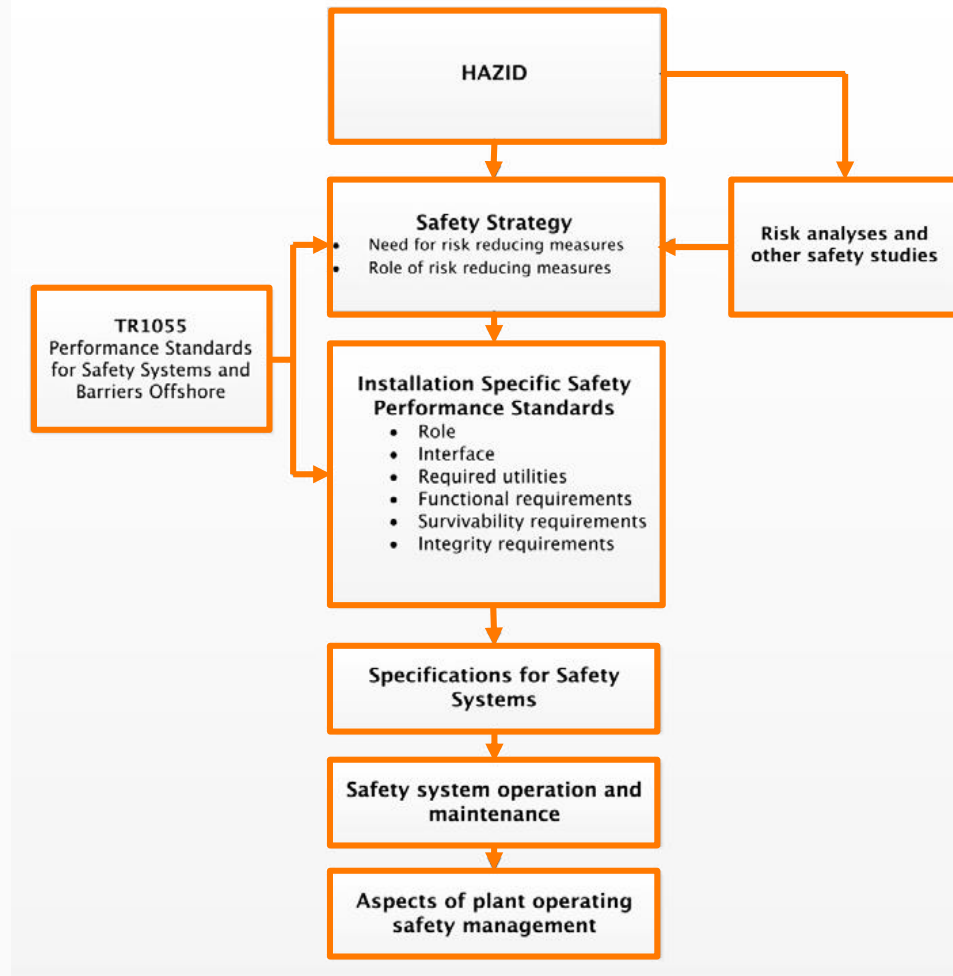 HAZID
Safety Strategy
• Need for risk reducing measures
• Role of risk reducing measures
Risk analyses and
other safety studies
TR1055
Performance Standards
for Safety Systems and
Barriers Offshore
Installation Specific Safety
Performance Standards
• Role
• Interface
• Required utilities
• Functional requirements
• Survivability requirements
• Integrity requirements
Specifications for Safety
Systems
Safety system operation and
maintenance
Aspects of plant operating
safety management